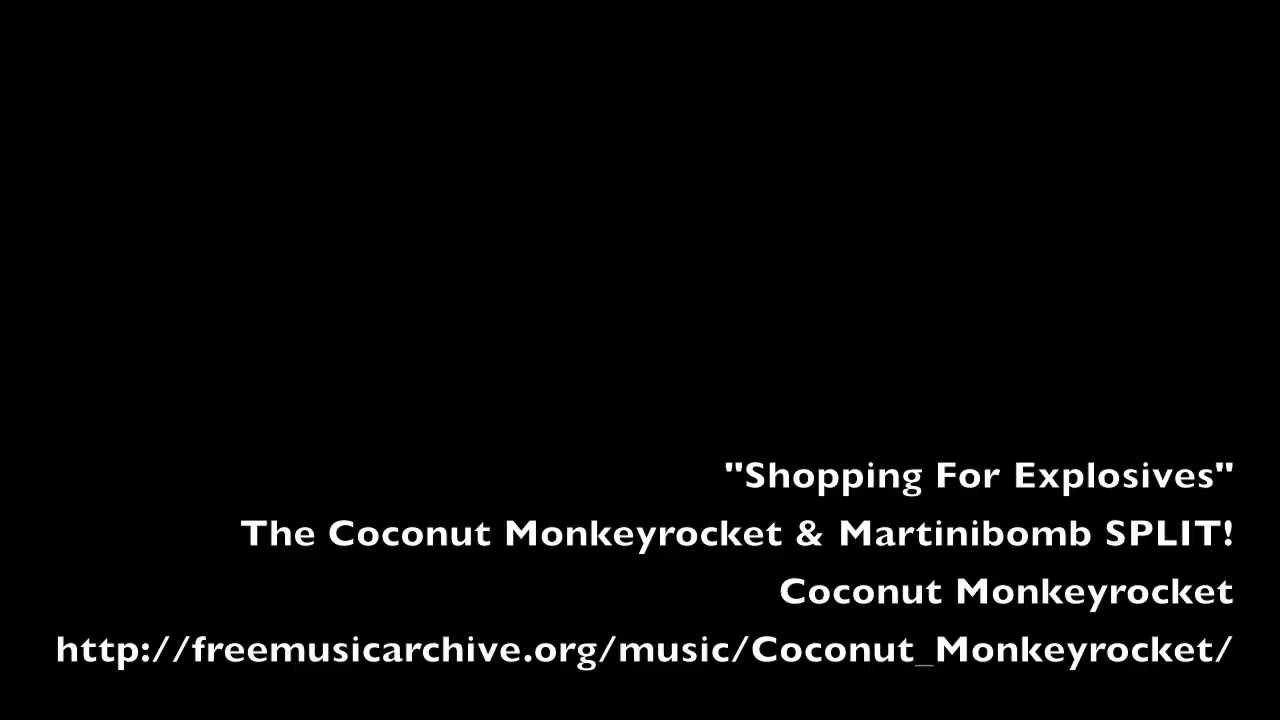 "Shopping For Explosives"
The Coconut Monkeyrocket & Martinibomb SPLIT!
Coconut Monkeyrocket
http://freemusicarchive.org/music/Coconut_Monkeyrocket/